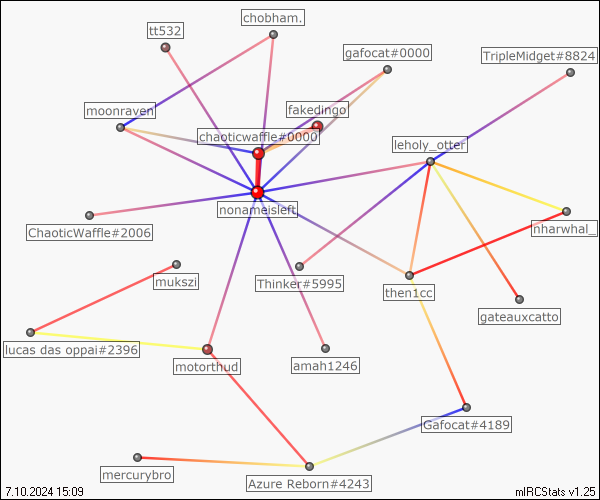 chobham.
tt532
gafocat#0000
TripleMidget#8824
moonraven
fakedingo
chaoticwaffle#0000
leholy_otter
nonameisleft
ChaoticWaffle#2006
nharwhal_
mukszi
Thinker#5995
then1cc
gateauxcatto
lucas das oppai#2396
motorthud
amah1246
Gafocat#4189
mercurybro
Azure Reborn#4243
7.10.2024 15:09
mIRCStats v1.25